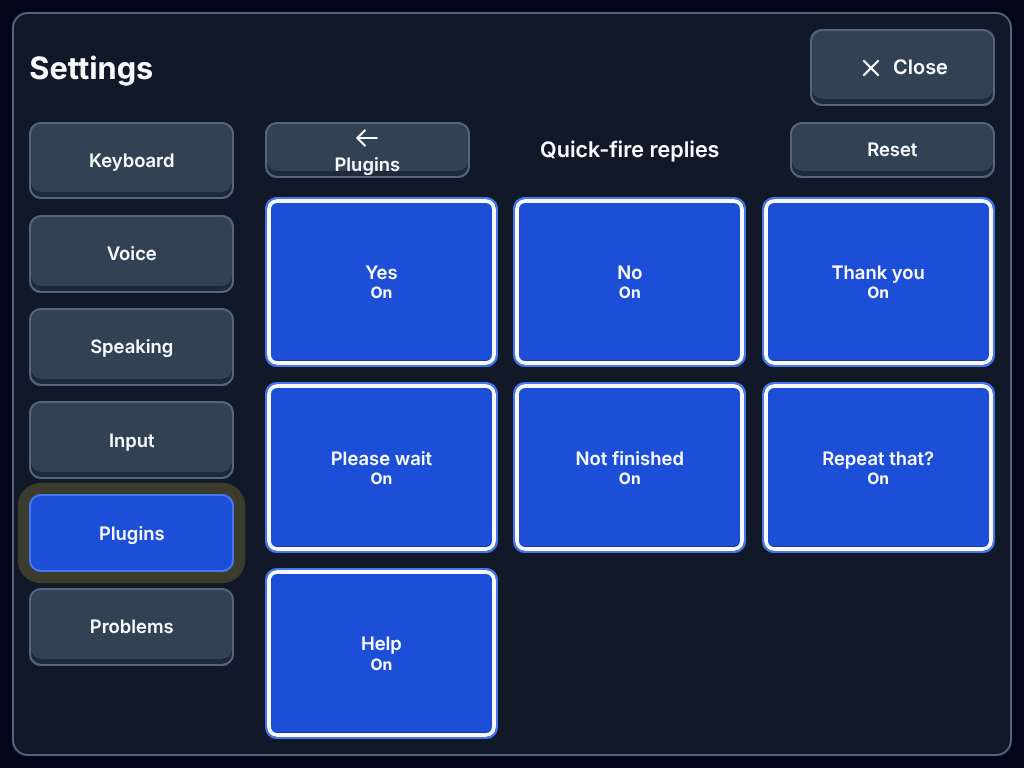 Settings
Close
Keyboard
Voice
Speaking
Input
Plugins
Problems
Plugins
Quick-fire replies
Reset
Yes
On
No
On
Thank you
On
Please wait
On
Not finished
On
Repeat that?
On
Help
On